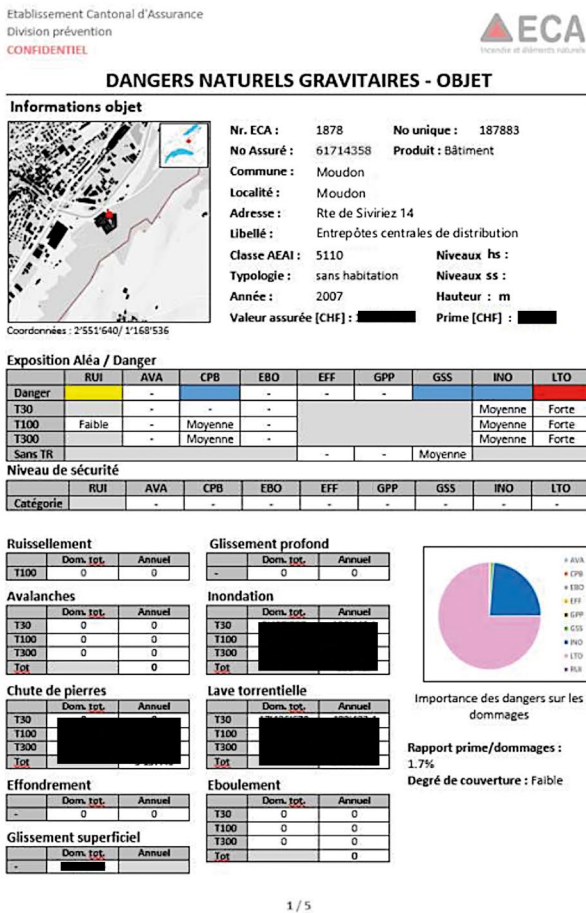 Etablissement Cantonal d'Assurance
Division prévention
CONFIDENTIEL
ECA
Incendie et éléments naturels
DANGERS NATURELS GRAVITAIRES - OBJET
Informations objet
Nr. ECA : 1878 No unique : 187883
No Assuré : 61714358 Produit : Bâtiment
Commune : Moudon
Localité : Moudon
Adresse : Rte de Siviriez 14
Libellé : Entrepôtes centrales de distribution
Classe AEAI : 5110 Niveaux hs :
Typologie : sans habitation Niveaux ss :
Année : 2007 Hauteur : m
Valeur assurée [CHF] : Prime [CHF] :
Coordonnées : 2'551'640/ 1'168'536
Exposition Aléa / Danger
RUI AVA CPB EBO EFF GPP GSS INO LTO
Danger - - - -
T30 - - - Moyenne Forte
T100 Faible - Moyenne - Moyenne Forte
T300 - Moyenne - Moyenne Forte
Sans TR - - Moyenne
Niveau de sécurité
RUI AVA CPB EBO EFF GPP GSS INO LTO
Catégorie - - - - - - - -
Ruissellement
Dom. tot. Annuel
T100 0 0
Glissement profond
Dom. tot. Annuel
- 0 0
Avalanches
Dom. tot. Annuel
T30 0 0
T100 0 0
T300 0 0
Tot 0
Inondation
Dom. tot. Annuel
T30
T100
T300
Tot
AVA
CPB
EBO
EFF
GPP
GSS
INO
LTO
RUI
Importance des dangers sur les
dommages
Chute de pierres
Dom. tot. Annuel
T30
T100
T300
Tot
Lave torrentielle
Dom. tot. Annuel
T30
T100
T300
Tot
Rapport prime/dommages :
1.7%
Degré de couverture : Faible
Effondrement
Dom. tot. Annuel
- 0 0
Eboulement
Dom. tot. Annuel
T30 0 0
T100 0 0
T300 0 0
Tot 0
Glissement superficiel
Dom. tot. Annuel
-
1 / 5